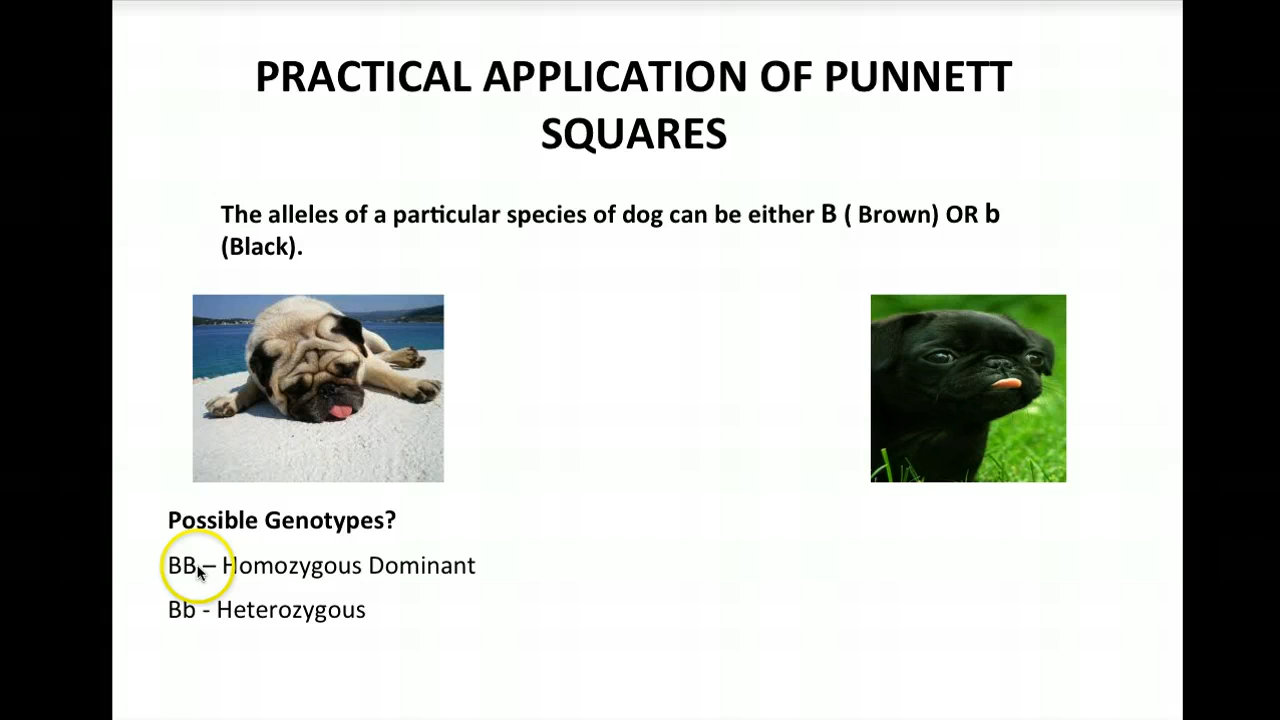 PRACTICAL APPLICATION OF PUNNETT
SQUARES
The alleles of a particular species of dog can be either B ( Brown) OR b
(Black).
Possible Genotypes?
BB – Homozygous Dominant
Bb - Heterozygous